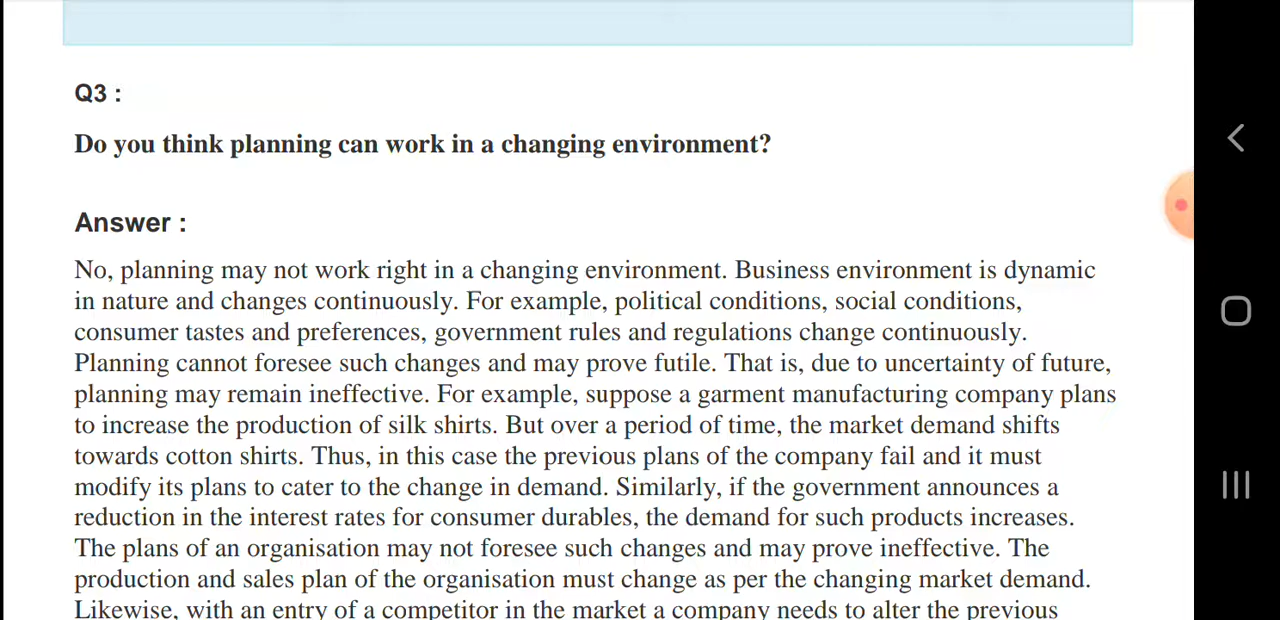 Q3 :
Do you think planning can work in a changing environment?
Answer :
No, planning may not work right in a changing environment. Business environment is dynamic
in nature and changes continuously. For example, political conditions, social conditions,
consumer tastes and preferences, government rules and regulations change continuously.
Planning cannot foresee such changes and may prove futile. That is, due to uncertainty of future,
planning may remain ineffective. For example, suppose a garment manufacturing company plans
to increase the production of silk shirts. But over a period of time, the market demand shifts
towards cotton shirts. Thus, in this case the previous plans of the company fail and it must
modify its plans to cater to the change in demand. Similarly, if the government announces a
reduction in the interest rates for consumer durables, the demand for such products increases.
The plans of an organisation may not foresee such changes and may prove ineffective. The
production and sales plan of the organisation must change as per the changing market demand.
Likewise, with an entry of a competitor in the market a company needs to alter the previous